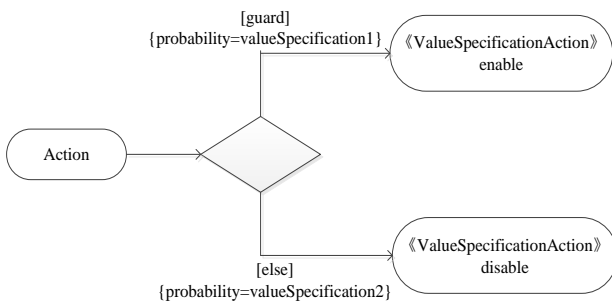 [guard]
{probability=valueSpecification1}
《ValueSpecificationAction》
enable
Action
[else]
{probability=valueSpecification2}
《ValueSpecificationAction》
disable